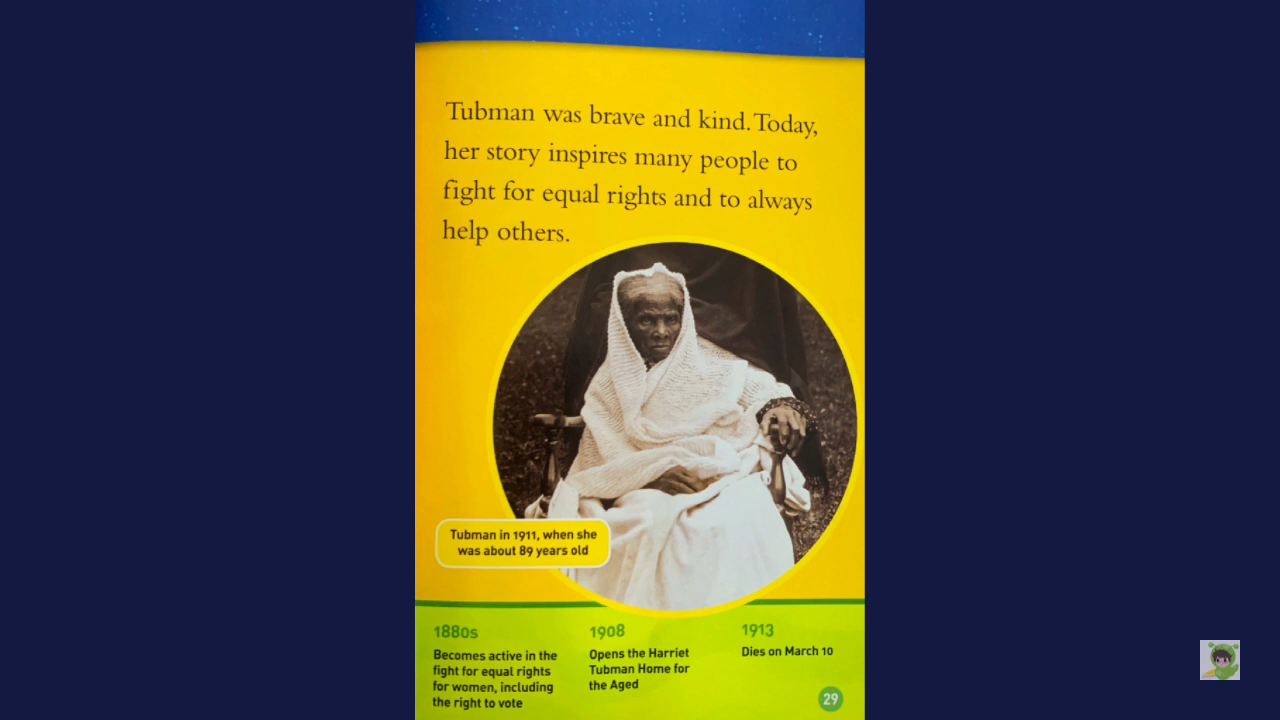 Tubman was brave and kind. Today,
her story inspires many people to
fight for equal rights and to always
help others.
Tubman in 1911, when she
was about 89 years old
1880s
Becomes active in the
fight for equal rights
for women, including
the right to vote
1908
Opens the Harriet
Tubman Home for
the Aged
1913
Dies on March 10
29